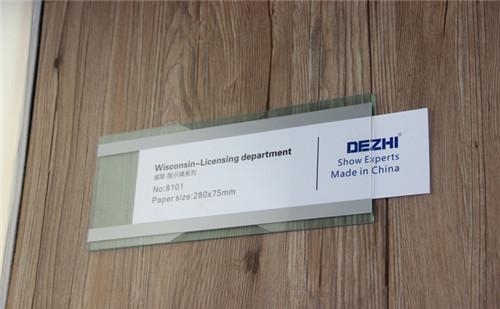 Wisconsin-Licensing department
威斯 指示牌系列
No:8101
Paper size:280x75mm
DEZHI
Show Experts
Made in China